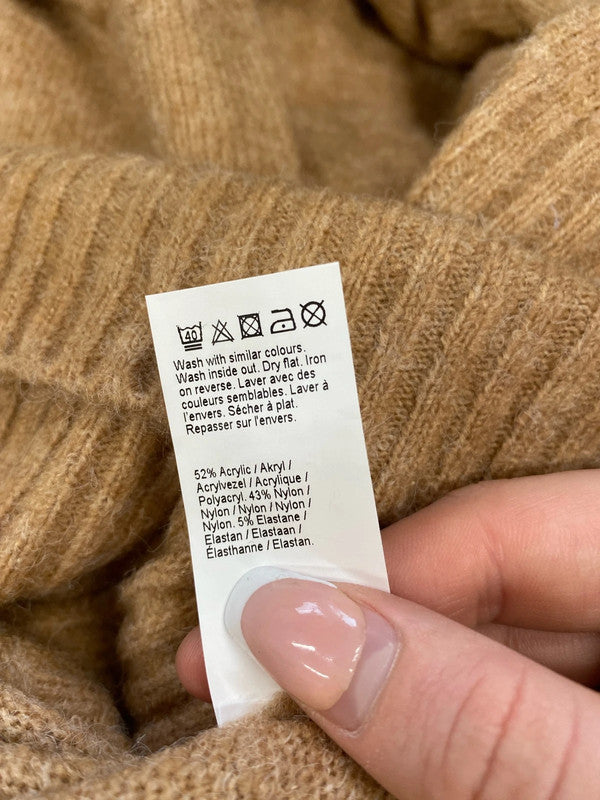 40
Wash with similar colours.
Wash inside out. Dry flat. Iron
on reverse. Laver avec des
couleurs semblables. Laver à
l'envers. Sécher à plat.
Repasser sur l'envers.
52% Acrylic / Akryl /
Acrylvezel / Acrylique /
Polyacryl. 43% Nylon /
Nylon / Nylon / Nylon /
Nylon. 5% Elastane /
Elastan / Elastaan /
Élasthanne / Elastan.